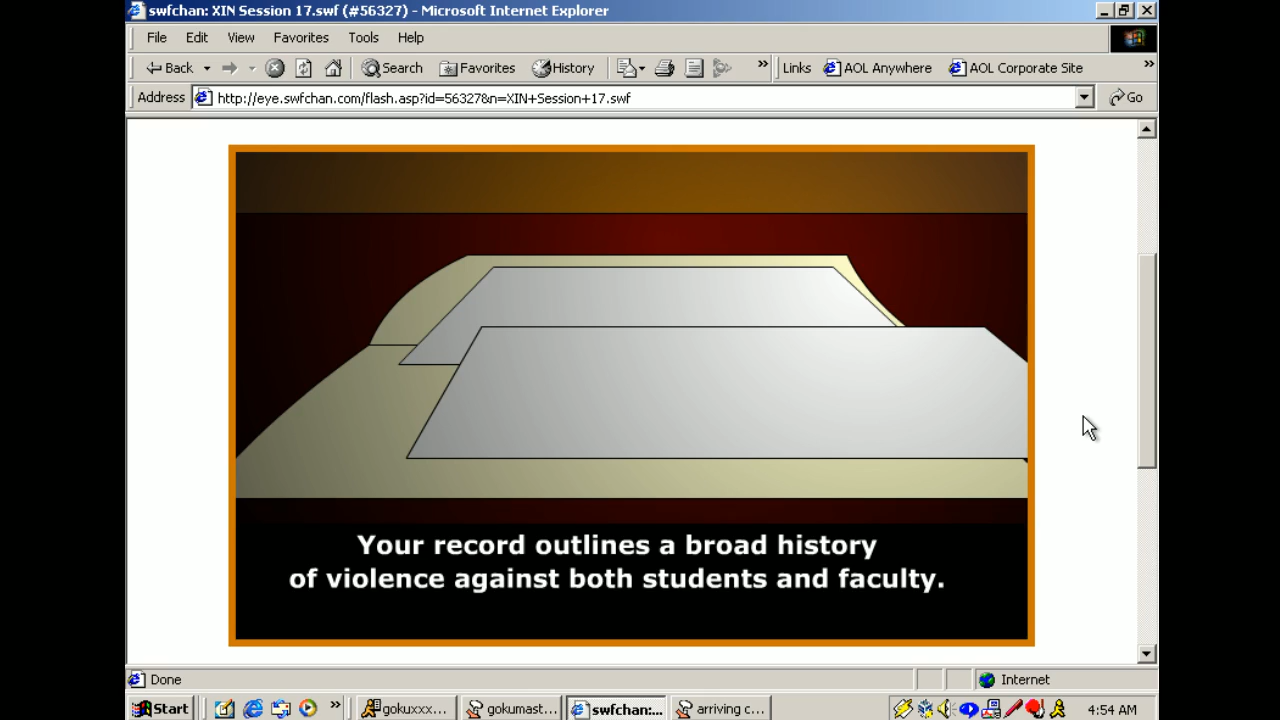 swfchan: XIN Session 17.swf (#56327) - Microsoft Internet Explorer
File Edit View Favorites Tools Help
Back Search Favorites History » Links AOL Anywhere AOL Corporate Site »
Address http://eye.swfchan.com/flash.asp?id=56327&n=XIN+Session+17.swf Go
Your record outlines a broad history
of violence against both students and faculty.
Done Internet
Start » gokuxxx... gokumast... swfchan:... arriving c... 4:54 AM